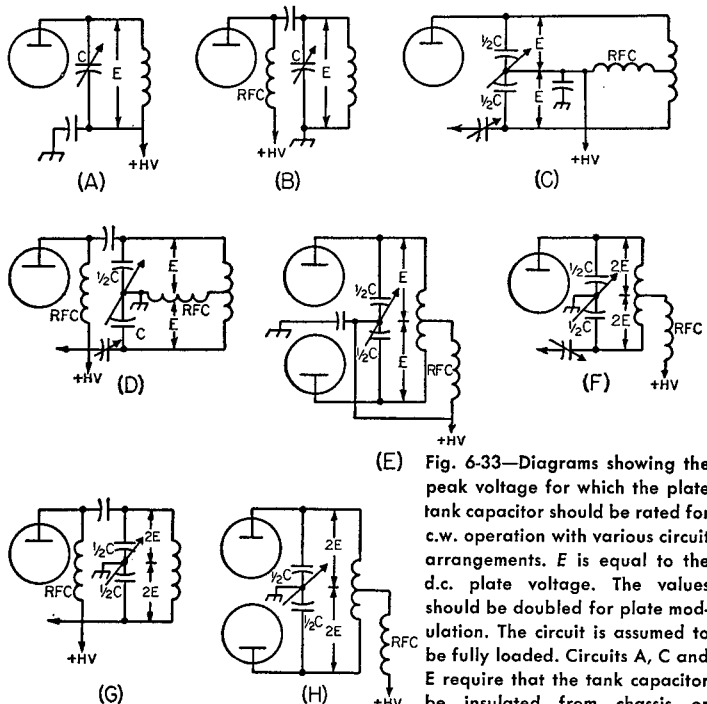 C
E
+HV
(A)
RFC
C
E
+HV
(B)
½C
½C
E
E
RFC
+HV
(C)
RFC
½C
C
E
E
RFC
+HV
(D)
½C
½C
E
E
RFC
+HV
(E)
½C
½C
2E
2E
RFC
+HV
(F)
RFC
½C
½C
2E
2E
+HV
(G)
½C
½C
2E
2E
RFC
+HV
(H)
Fig. 6-33—Diagrams showing the
peak voltage for which the plate
tank capacitor should be rated for
c.w. operation with various circuit
arrangements. E is equal to the
d.c. plate voltage. The values
should be doubled for plate mod-
ulation. The circuit is assumed to
be fully loaded. Circuits A, C and
E require that the tank capacitor
be insulated from chassis or